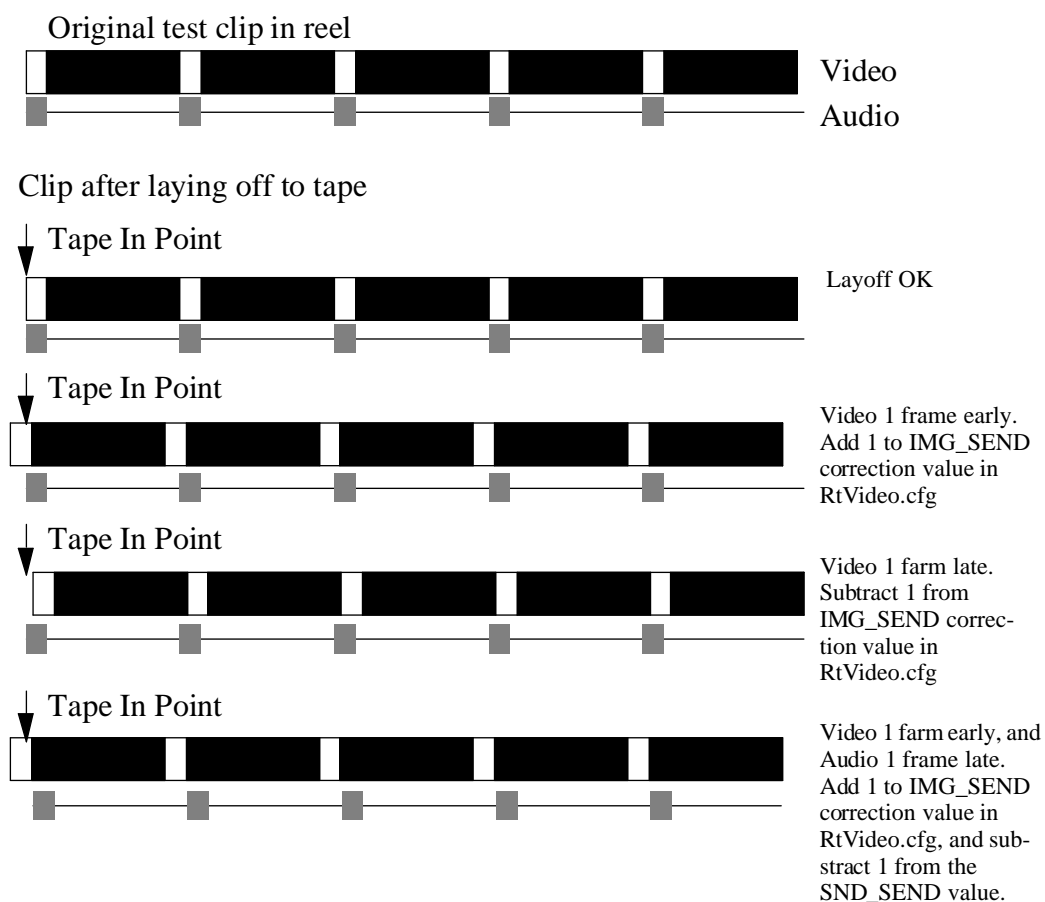 Original test clip in reel
Video
Audio
Clip after laying off to tape
Tape In Point
Layoff OK
Tape In Point
Video 1 frame early.
Add 1 to IMG_SEND
correction value in
RtVideo.cfg
Tape In Point
Video 1 farm late.
Subtract 1 from
IMG_SEND correc-
tion value in
RtVideo.cfg
Tape In Point
Video 1 farm early, and
Audio 1 frame late.
Add 1 to IMG_SEND
correction value in
RtVideo.cfg, and sub-
stract 1 from the
SND_SEND value.